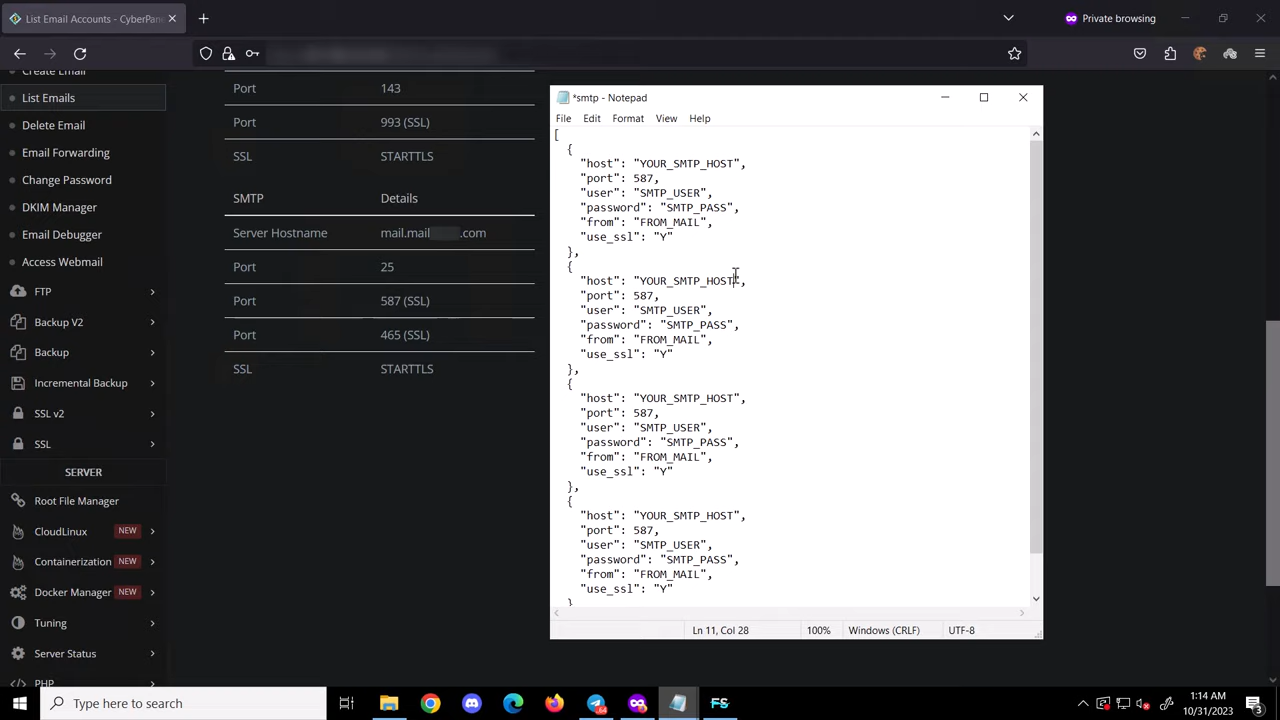 List Email Accounts - CyberPan
Private browsing
Create Email
List Emails
Delete Email
Email Forwarding
Change Password
DKIM Manager
Email Debugger
Access Webmail
FTP
Backup V2
Backup
Incremental Backup
SSL v2
SSL
SERVER
Root File Manager
CloudLinux NEW
Containerization NEW
Docker Manager NEW
Tuning
Server Status
PHP
Port 143
Port 993 (SSL)
SSL STARTTLS
SMTP Details
Server Hostname mail.mail .com
Port 25
Port 587 (SSL)
Port 465 (SSL)
SSL STARTTLS
*smtp - Notepad
File Edit Format View Help
[
{
"host": "YOUR_SMTP_HOST",
"port": 587,
"user": "SMTP_USER",
"password": "SMTP_PASS",
"from": "FROM_MAIL",
"use_ssl": "Y"
},
{
"host": "YOUR_SMTP_HOST",
"port": 587,
"user": "SMTP_USER",
"password": "SMTP_PASS",
"from": "FROM_MAIL",
"use_ssl": "Y"
},
{
"host": "YOUR_SMTP_HOST",
"port": 587,
"user": "SMTP_USER",
"password": "SMTP_PASS",
"from": "FROM_MAIL",
"use_ssl": "Y"
},
{
"host": "YOUR_SMTP_HOST",
"port": 587,
"user": "SMTP_USER",
"password": "SMTP_PASS",
"from": "FROM_MAIL",
"use_ssl": "Y"
}
Ln 11, Col 28 100% Windows (CRLF) UTF-8
Type here to search
FS
1:14 AM
10/31/2023
3